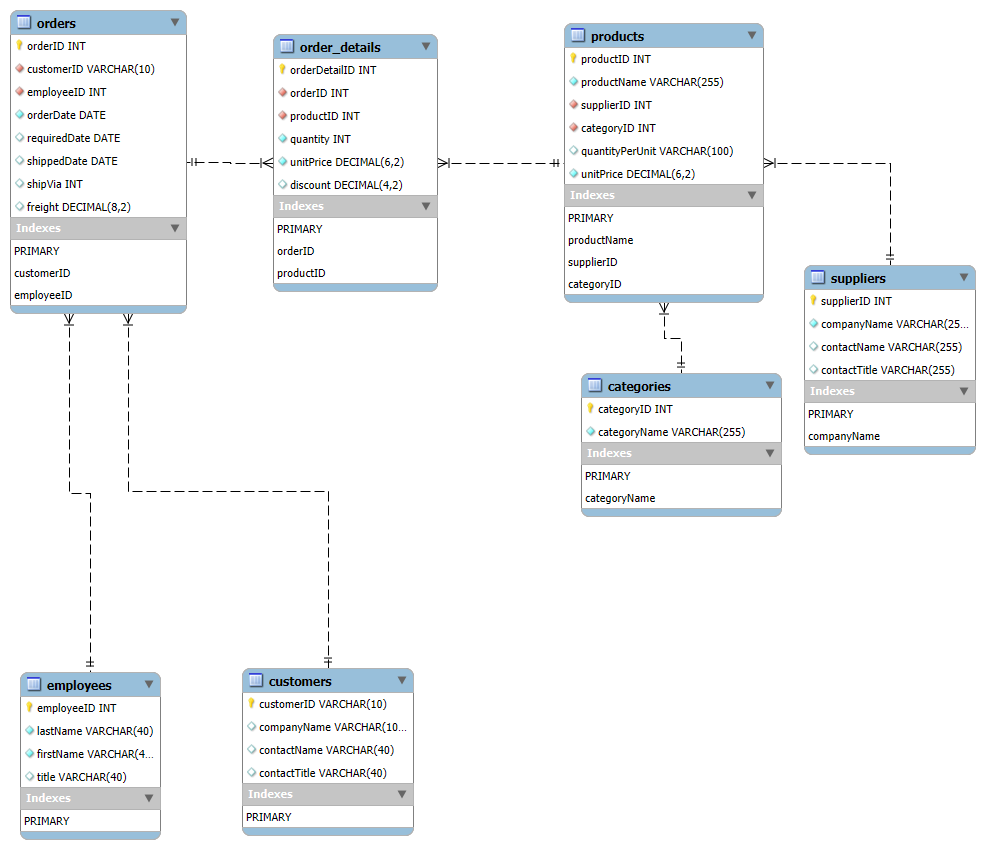 orders
orderID INT
customerID VARCHAR(10)
employeeID INT
orderDate DATE
requiredDate DATE
shippedDate DATE
shipVia INT
freight DECIMAL(8,2)
Indexes
PRIMARY
customerID
employeeID
order_details
orderDetailID INT
orderID INT
productID INT
quantity INT
unitPrice DECIMAL(6,2)
discount DECIMAL(4,2)
Indexes
PRIMARY
orderID
productID
products
productID INT
productName VARCHAR(255)
supplierID INT
categoryID INT
quantityPerUnit VARCHAR(100)
unitPrice DECIMAL(6,2)
Indexes
PRIMARY
productName
supplierID
categoryID
suppliers
supplierID INT
companyName VARCHAR(25...
contactName VARCHAR(255)
contactTitle VARCHAR(255)
Indexes
PRIMARY
companyName
categories
categoryID INT
categoryName VARCHAR(255)
Indexes
PRIMARY
categoryName
employees
employeeID INT
lastName VARCHAR(40)
firstName VARCHAR(4...
title VARCHAR(40)
Indexes
PRIMARY
customers
customerID VARCHAR(10)
companyName VARCHAR(10...
contactName VARCHAR(40)
contactTitle VARCHAR(40)
Indexes
PRIMARY